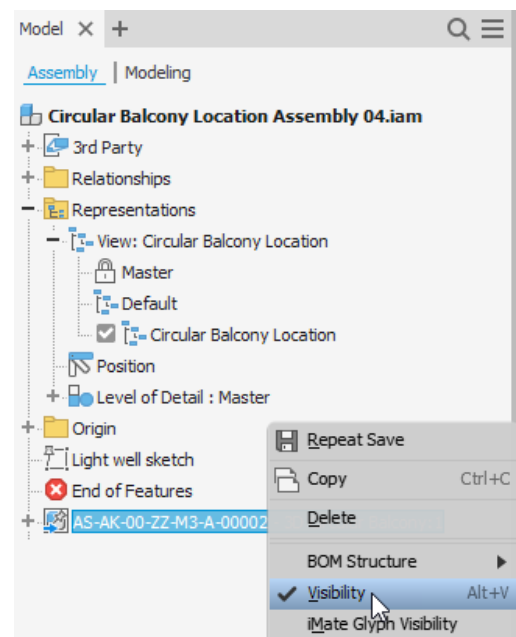 Model
Assembly | Modeling
Circular Balcony Location Assembly 04.iam
3rd Party
Relationships
Representations
View: Circular Balcony Location
Master
Default
Circular Balcony Location
Position
Level of Detail : Master
Origin
Light well sketch
End of Features
AS-AK-00-ZZ-M3-A-00002
Repeat Save
Copy Ctrl+C
Delete
BOM Structure
Visibility Alt+V
iMate Glyph Visibility